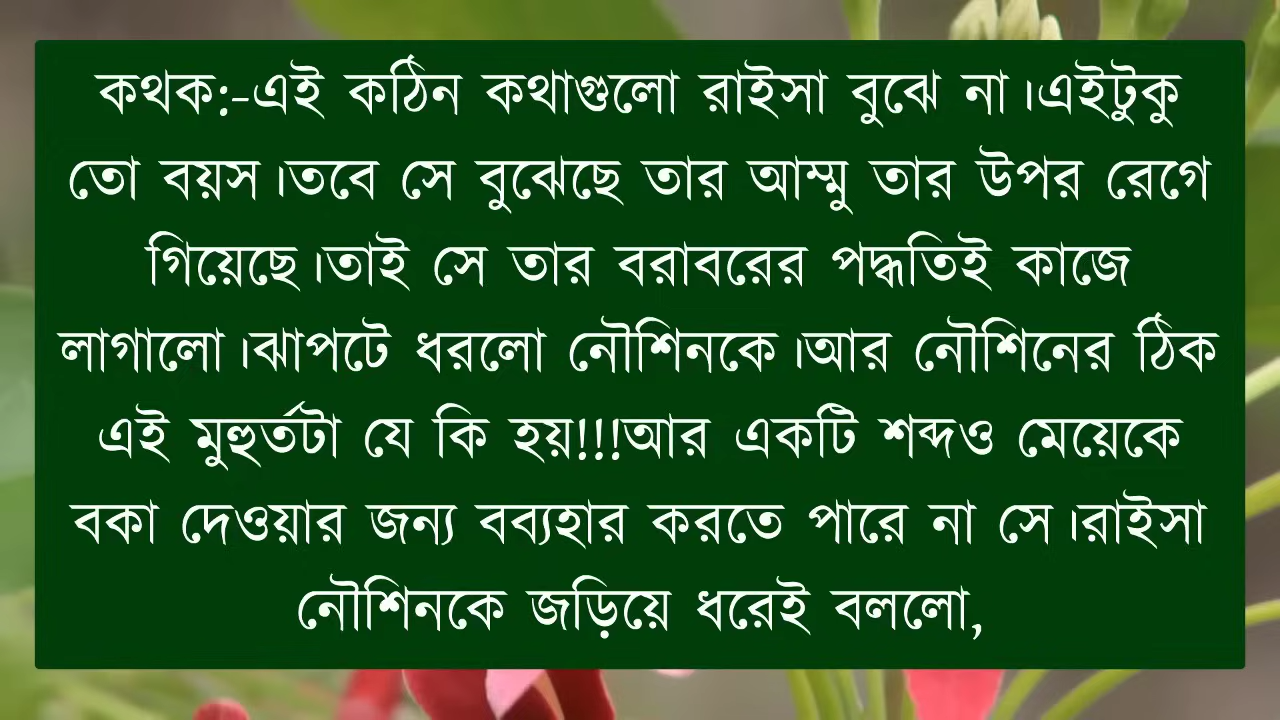 কথক:-এই কঠিন কথাগুলো রাইসা বুঝে না।এইটুকু
তো বয়স।তবে সে বুঝেছে তার আম্মু তার উপর রেগে
গিয়েছে।তাই সে তার বরাবরের পদ্ধতিই কাজে
লাগালো।ঝাপটে ধরলো নৌশিনকে।আর নৌশিনের ঠিক
এই মুহুর্তটা যে কি হয়!!!আর একটি শব্দও মেয়েকে
বকা দেওয়ার জন্য বব্যহার করতে পারে না সে।রাইসা
নৌশিনকে জড়িয়ে ধরেই বললো,